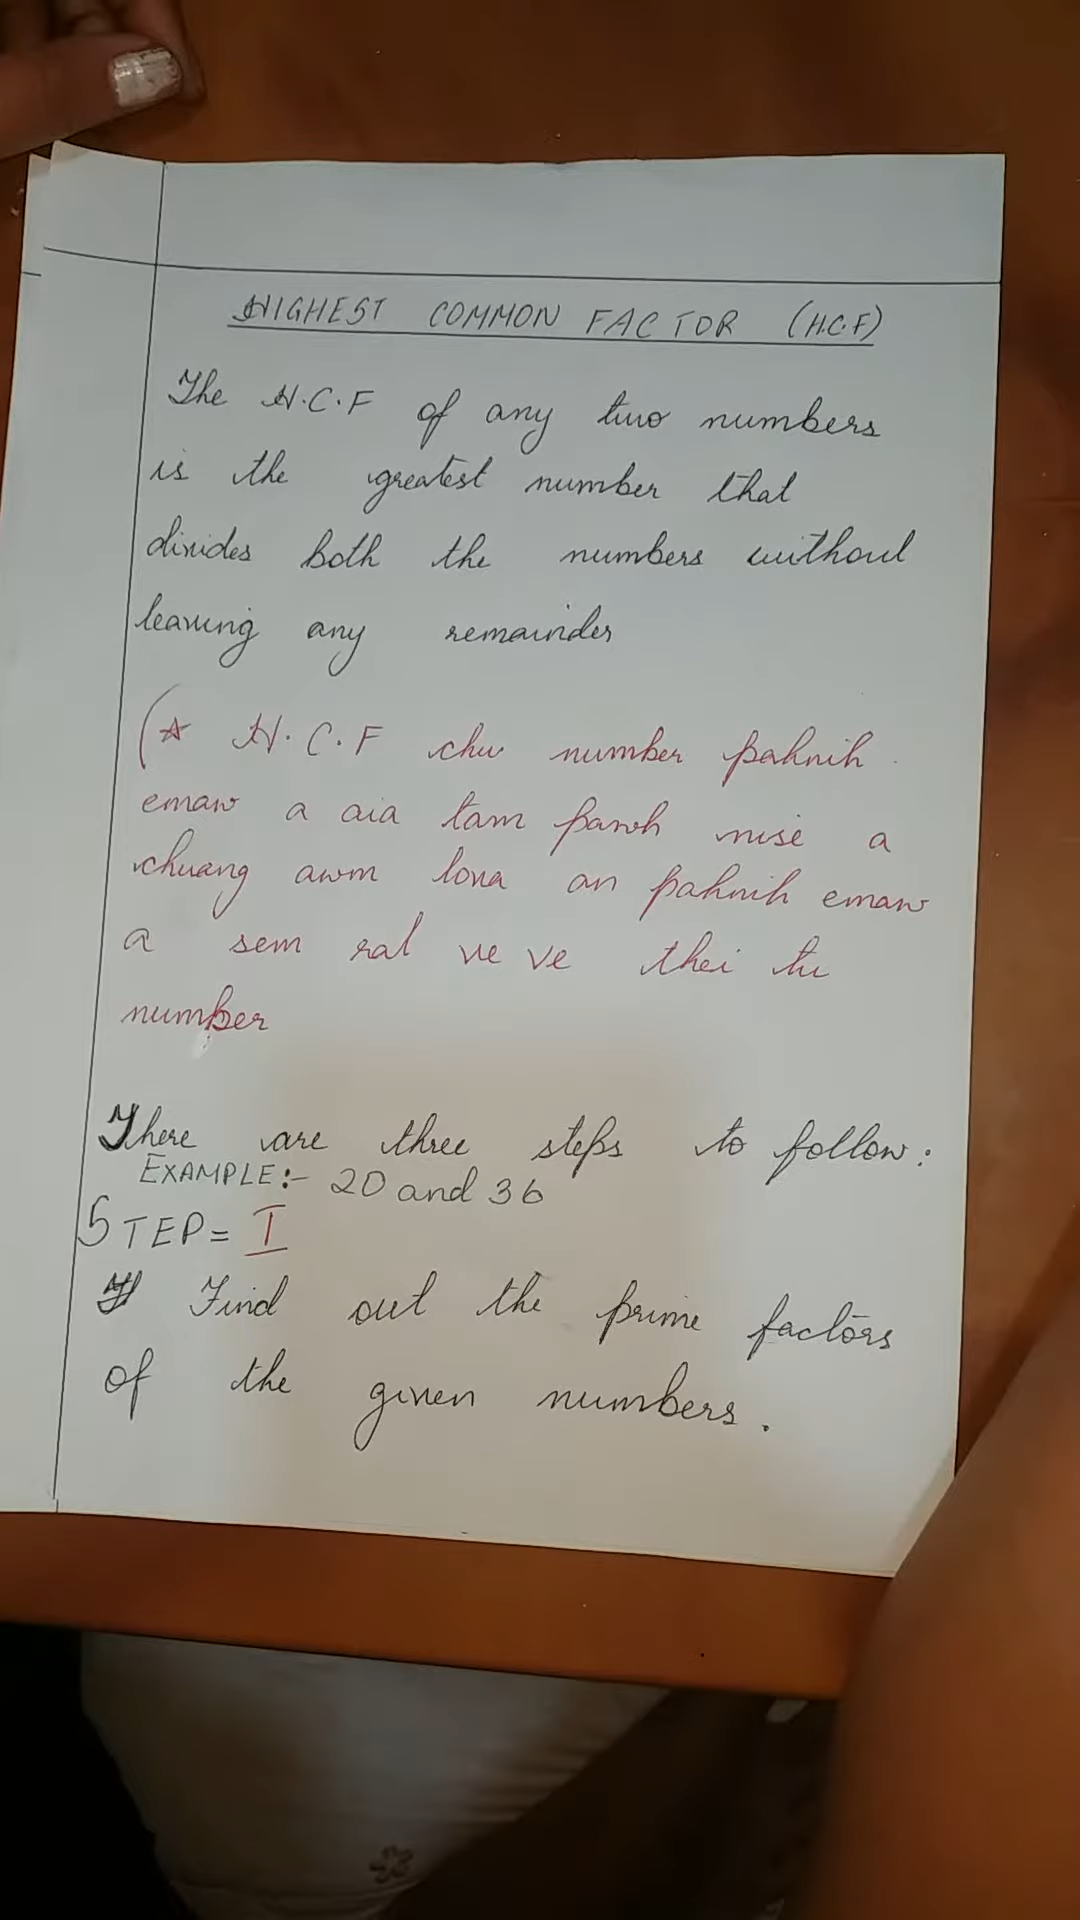 HIGHEST COMMON FACTOR (H.C.F)
The H.C.F of any two numbers
is the greatest number that
divides both the numbers without
leaving any remainder
(☆ H.C.F chu number pahnih
emaw a aia tam pawh nise a
chuang awm lova an pahnih emaw
a sem ral ve ve thei tu
number
There are three steps to follow:
EXAMPLE:- 20 and 36
STEP= I
Find out the prime factors
of the given numbers.